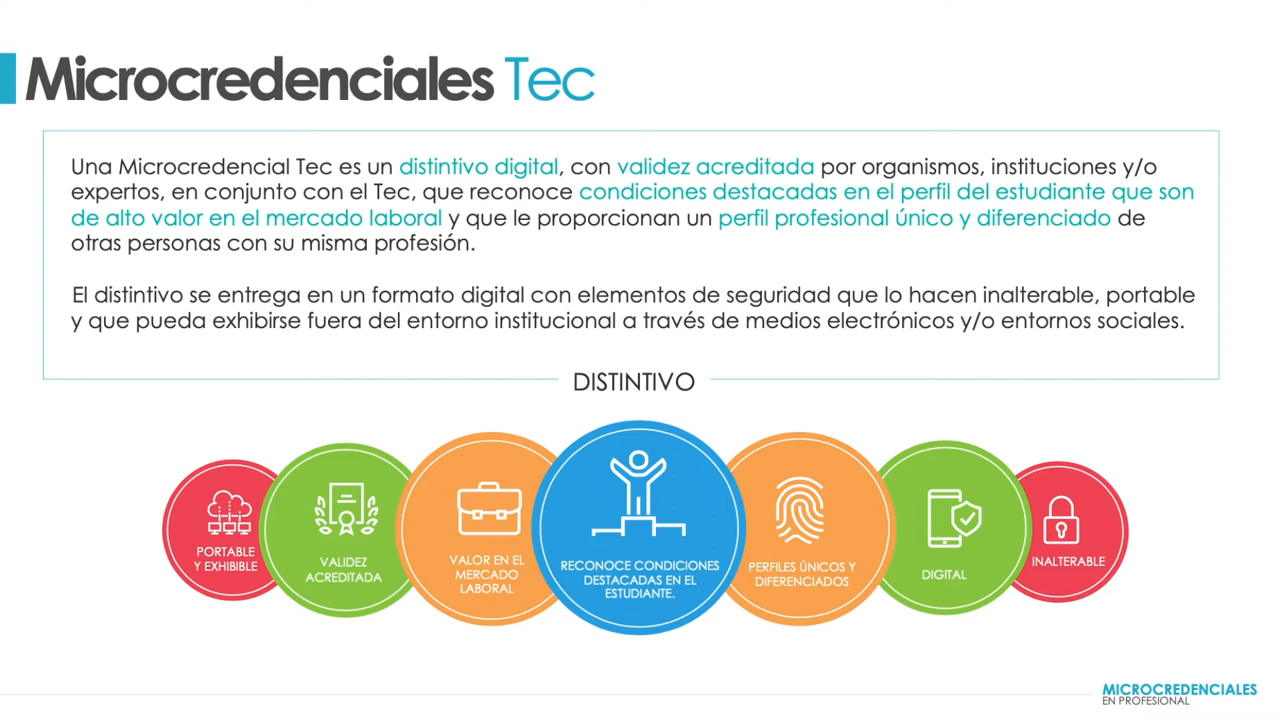 Microcredenciales Tec
Una Microcredencial Tec es un distintivo digital, con validez acreditada por organismos, instituciones y/o
expertos, en conjunto con el Tec, que reconoce condiciones destacadas en el perfil del estudiante que son
de alto valor en el mercado laboral y que le proporcionan un perfil profesional único y diferenciado de
otras personas con su misma profesión.
El distintivo se entrega en un formato digital con elementos de seguridad que lo hacen inalterable, portable
y que pueda exhibirse fuera del entorno institucional a través de medios electrónicos y/o entornos sociales.
DISTINTIVO
PORTABLE
Y EXHIBIBLE
VALIDEZ
ACREDITADA
VALOR EN EL
MERCADO
LABORAL
RECONOCE CONDICIONES
DESTACADAS EN EL
ESTUDIANTE.
PERFILES ÚNICOS Y
DIFERENCIADOS
DIGITAL
INALTERABLE
MICROCREDENCIALES
EN PROFESIONAL